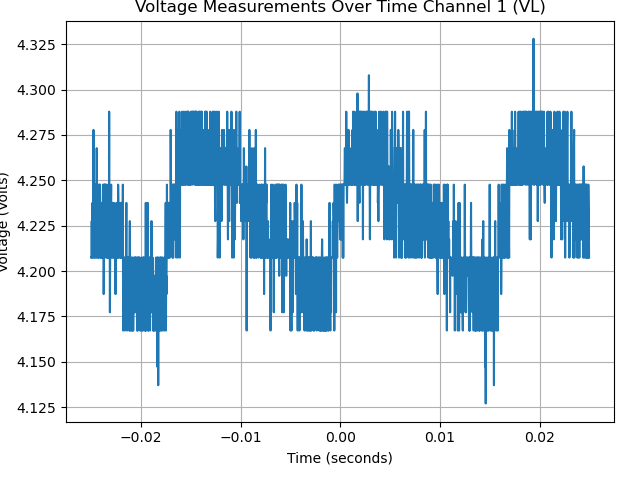 Voltage Measurements Over Time Channel 1 (VL)
Voltage (Volts)
4.325
4.300
4.275
4.250
4.225
4.200
4.175
4.150
4.125
−0.02 −0.01 0.00 0.01 0.02
Time (seconds)